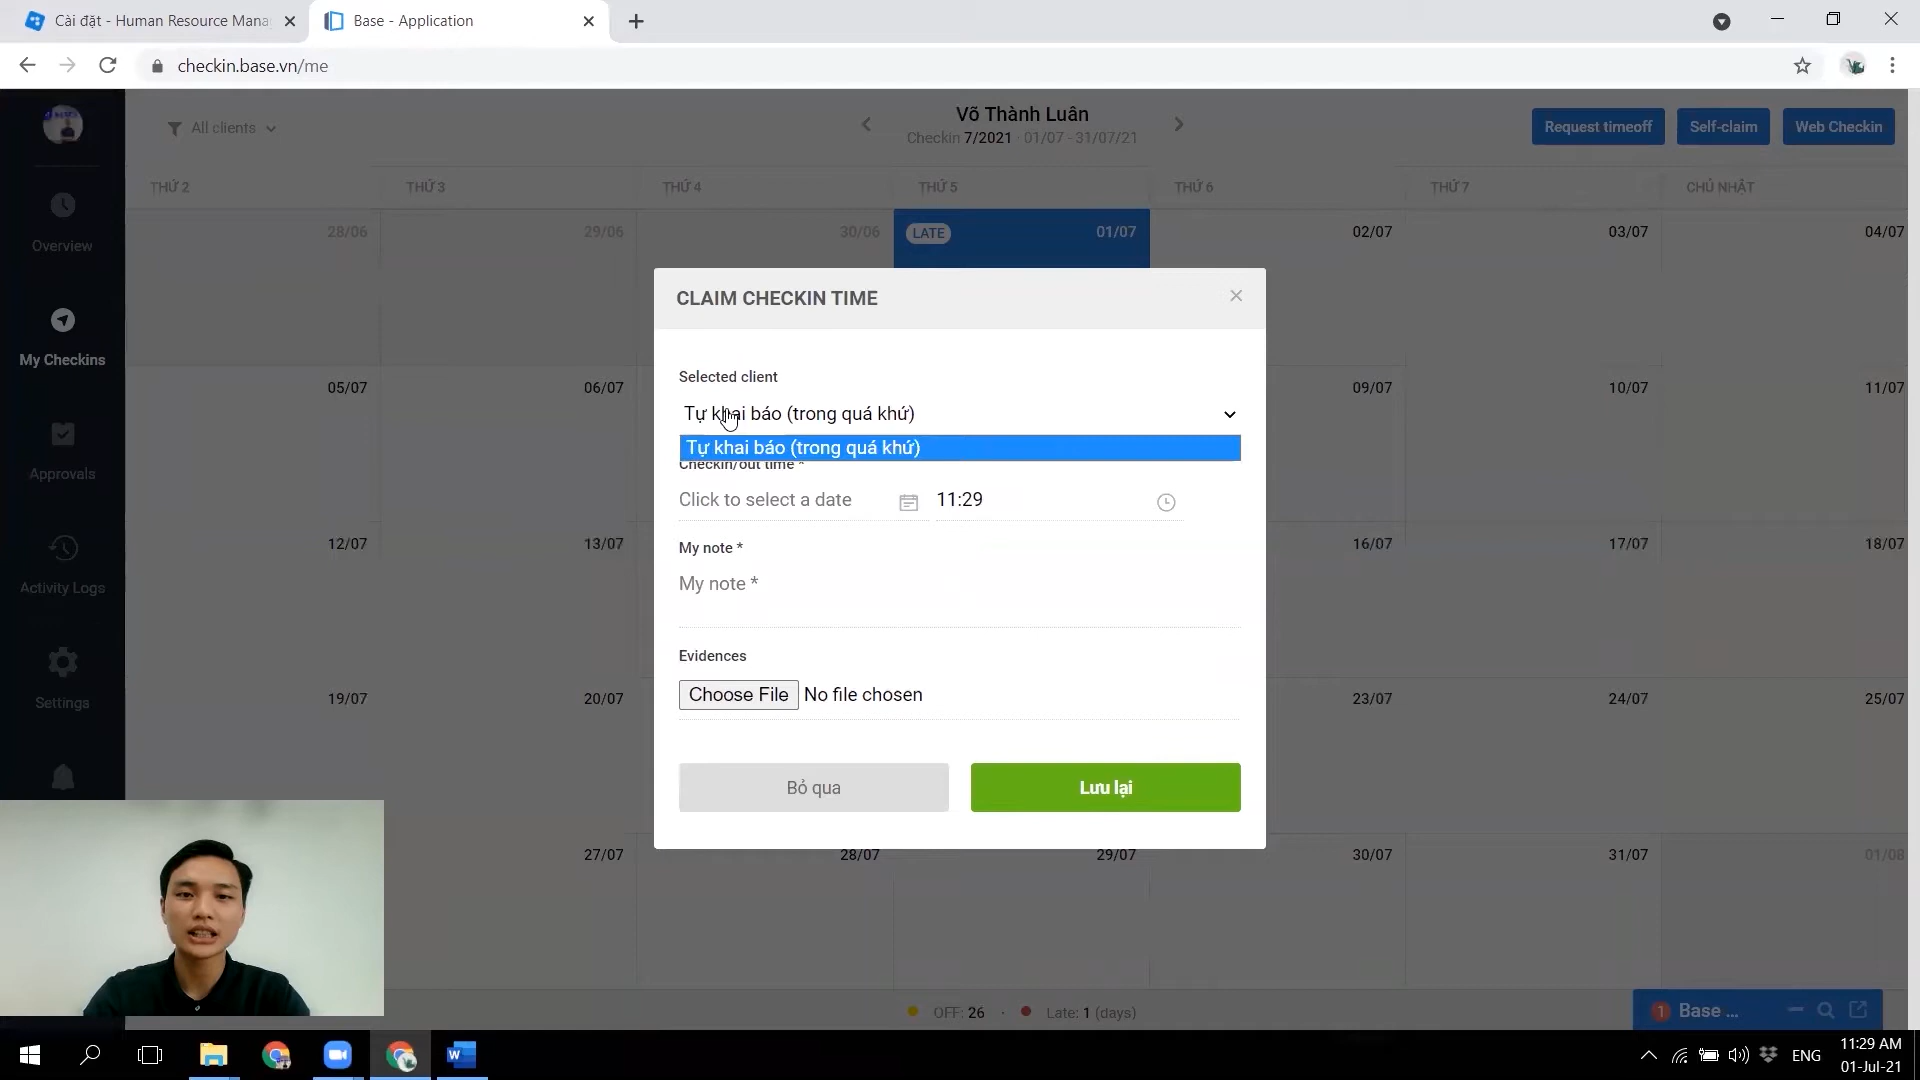 Cài đặt - Human Resource Mana
Base - Application
checkin.base.vn/me
All clients
Võ Thành Luân
Checkin 7/2021 · 01/07 - 31/07/21
Request timeoff
Self-claim
Web Checkin
THỨ 2
THỨ 3
THỨ 4
THỨ 5
THỨ 6
THỨ 7
CHỦ NHẬT
28/06
29/06
30/06
LATE
01/07
02/07
03/07
04/07
Overview
My Checkins
Approvals
Activity Logs
Settings
CLAIM CHECKIN TIME
Selected client
Tự khai báo (trong quá khứ)
Tự khai báo (trong quá khứ)
Checkin/out time *
Click to select a date
11:29
My note *
My note *
Evidences
Choose File No file chosen
Bỏ qua
Lưu lại
05/07
06/07
09/07
10/07
11/07
12/07
13/07
16/07
17/07
18/07
19/07
20/07
23/07
24/07
25/07
27/07
28/07
29/07
30/07
31/07
01/08
OFF: 26 · Late: 1 (days)
1 Base ...
ENG
11:29 AM
01-Jul-21